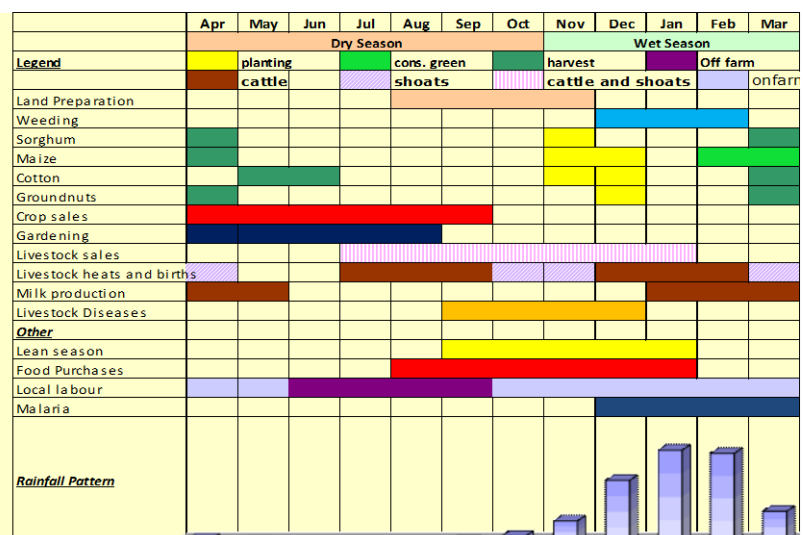 Apr May Jun Jul Aug Sep Oct Nov Dec Jan Feb Mar
Dry Season Wet Season
Legend planting cons. green harvest Off farm
cattle shoats cattle and shoats onfarm
Land Preparation
Weeding
Sorghum
Maize
Cotton
Groundnuts
Crop sales
Gardening
Livestock sales
Livestock heats and births
Milk production
Livestock Diseases
Other
Lean season
Food Purchases
Local labour
Malaria
Rainfall Pattern